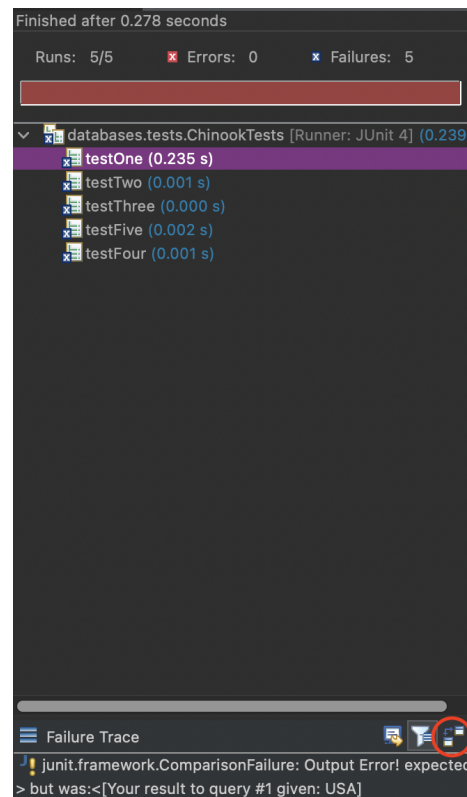 Finished after 0.278 seconds
Runs: 5/5 Errors: 0 Failures: 5
databases.tests.ChinookTests [Runner: JUnit 4] (0.239
testOne (0.235 s)
testTwo (0.001 s)
testThree (0.000 s)
testFive (0.002 s)
testFour (0.001 s)
Failure Trace
junit.framework.ComparisonFailure: Output Error! expected
> but was:<[Your result to query #1 given: USA]